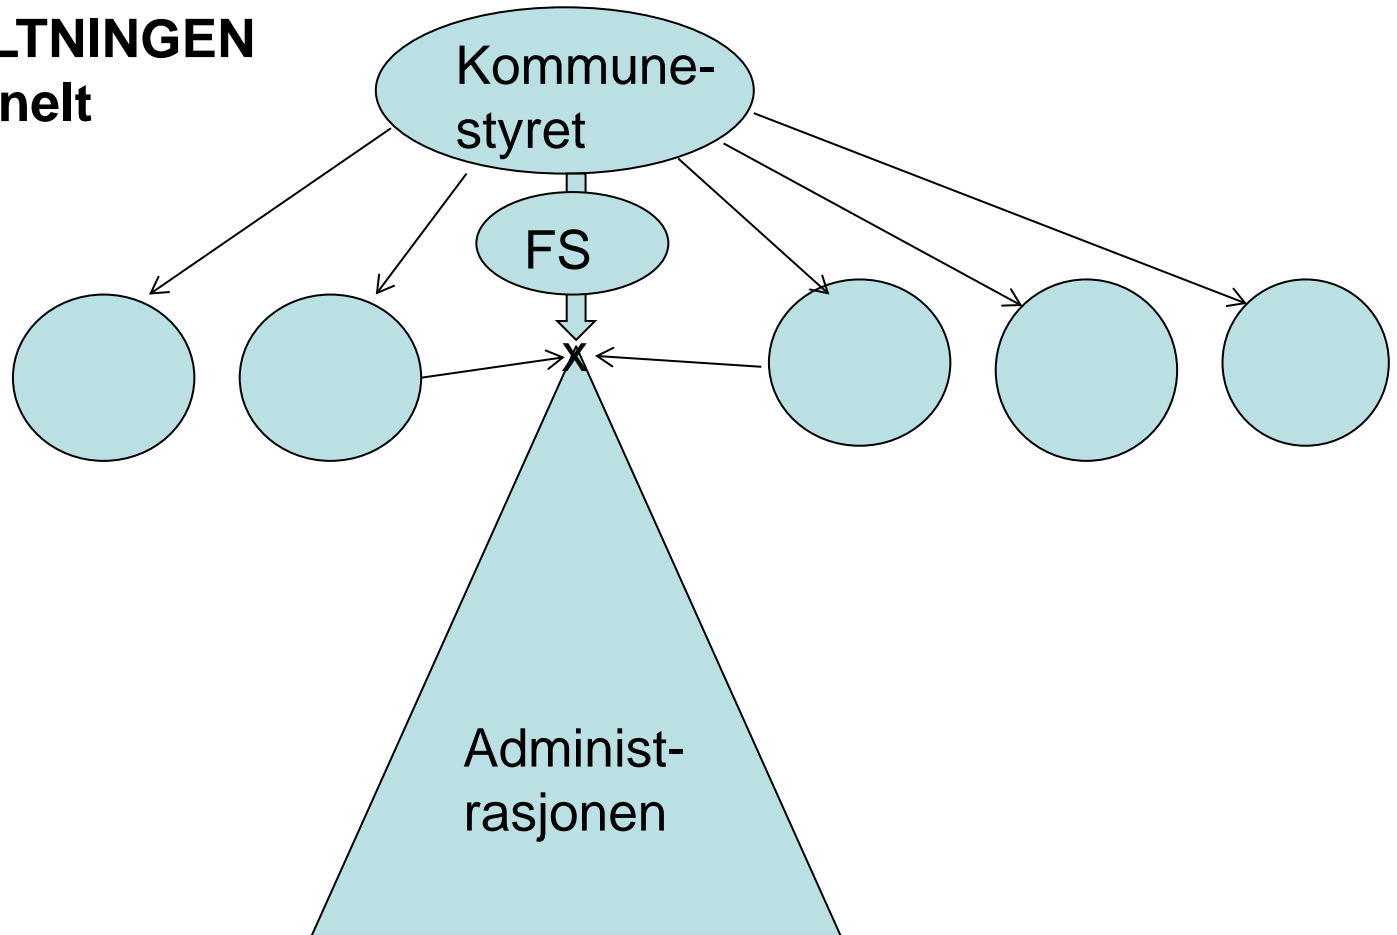 LTNINGEN
nelt
Kommune-
styret
FS
X
Administ-
rasjonen